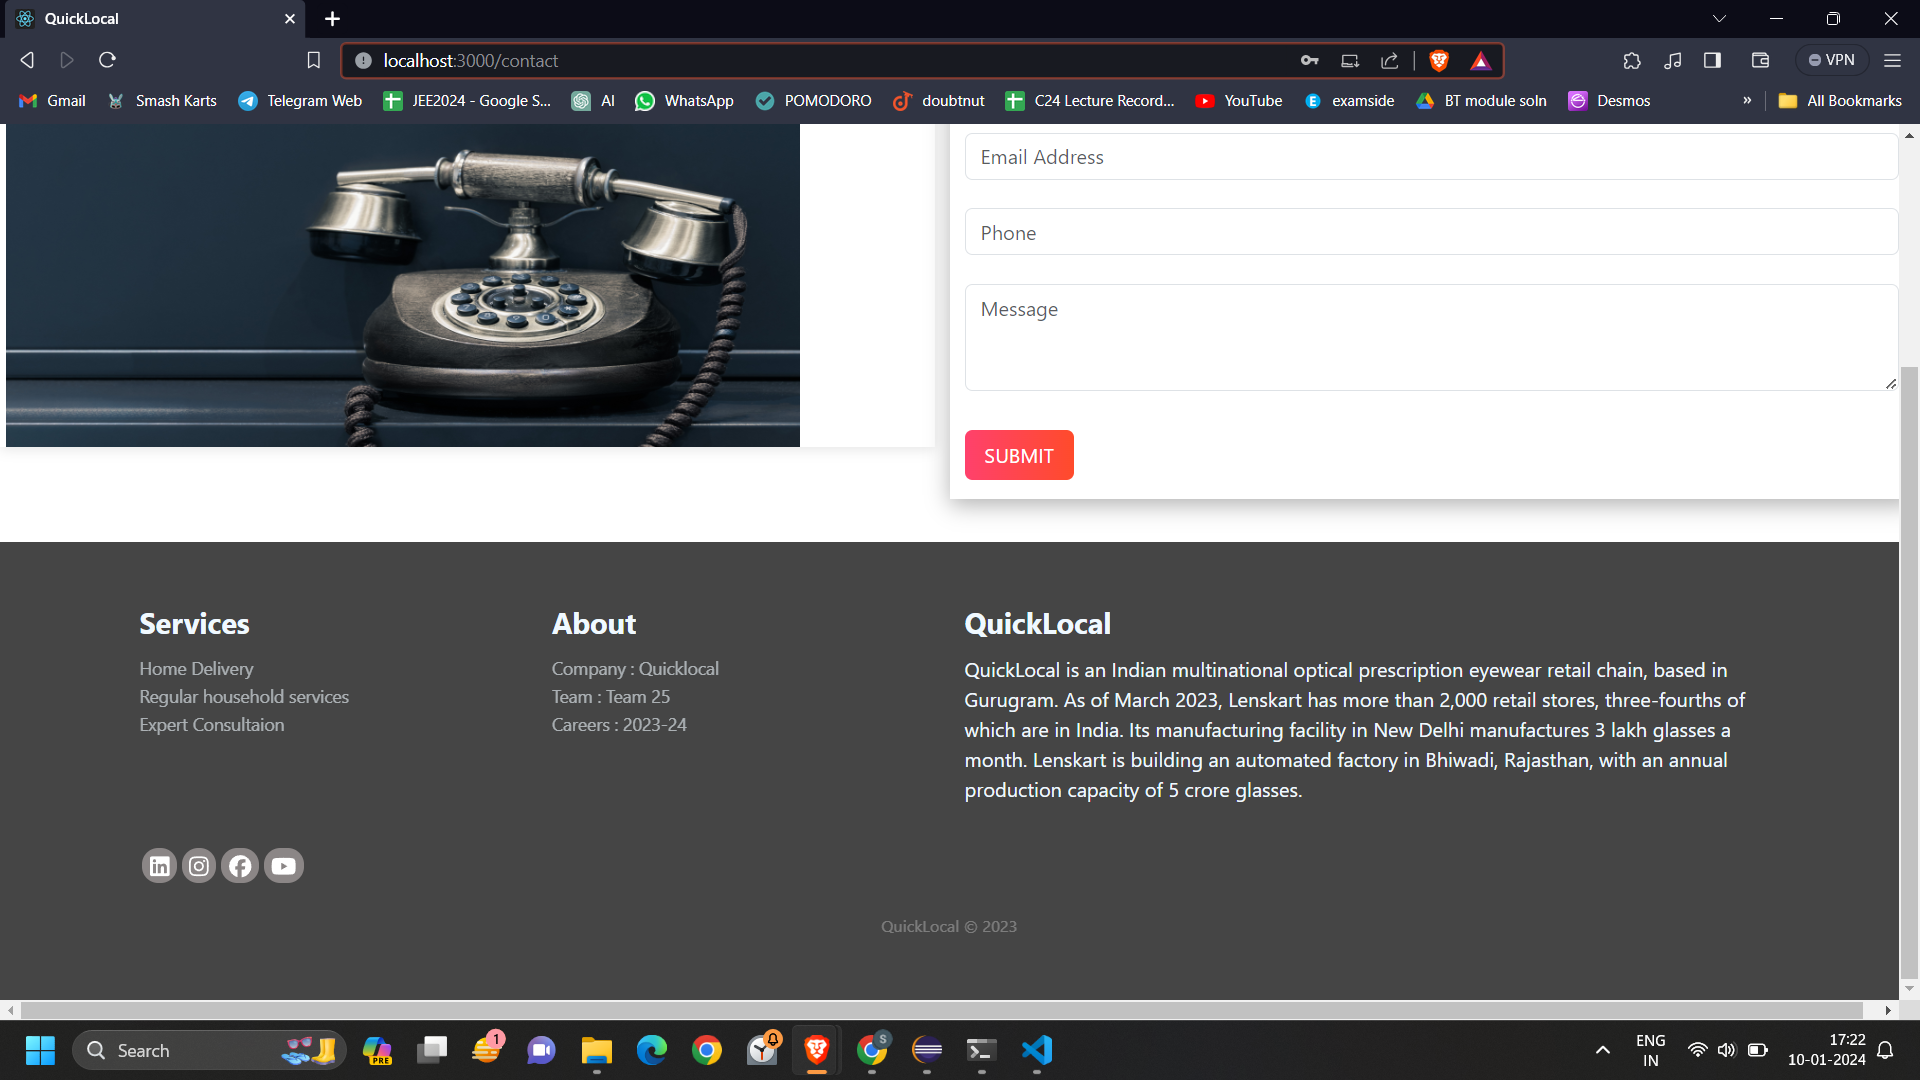 QuickLocal
localhost:3000/contact
VPN
Gmail
Smash Karts
Telegram Web
JEE2024 - Google S...
AI
WhatsApp
POMODORO
doubtnut
C24 Lecture Record...
YouTube
examside
BT module soln
Desmos
»
All Bookmarks
Email Address
Phone
Message
SUBMIT
Services
Home Delivery
Regular household services
Expert Consultaion
About
Company : Quicklocal
Team : Team 25
Careers : 2023-24
QuickLocal
QuickLocal is an Indian multinational optical prescription eyewear retail chain, based in
Gurugram. As of March 2023, Lenskart has more than 2,000 retail stores, three-fourths of
which are in India. Its manufacturing facility in New Delhi manufactures 3 lakh glasses a
month. Lenskart is building an automated factory in Bhiwadi, Rajasthan, with an annual
production capacity of 5 crore glasses.
QuickLocal © 2023
Search
PRE
1
S
ENG
IN
17:22
10-01-2024